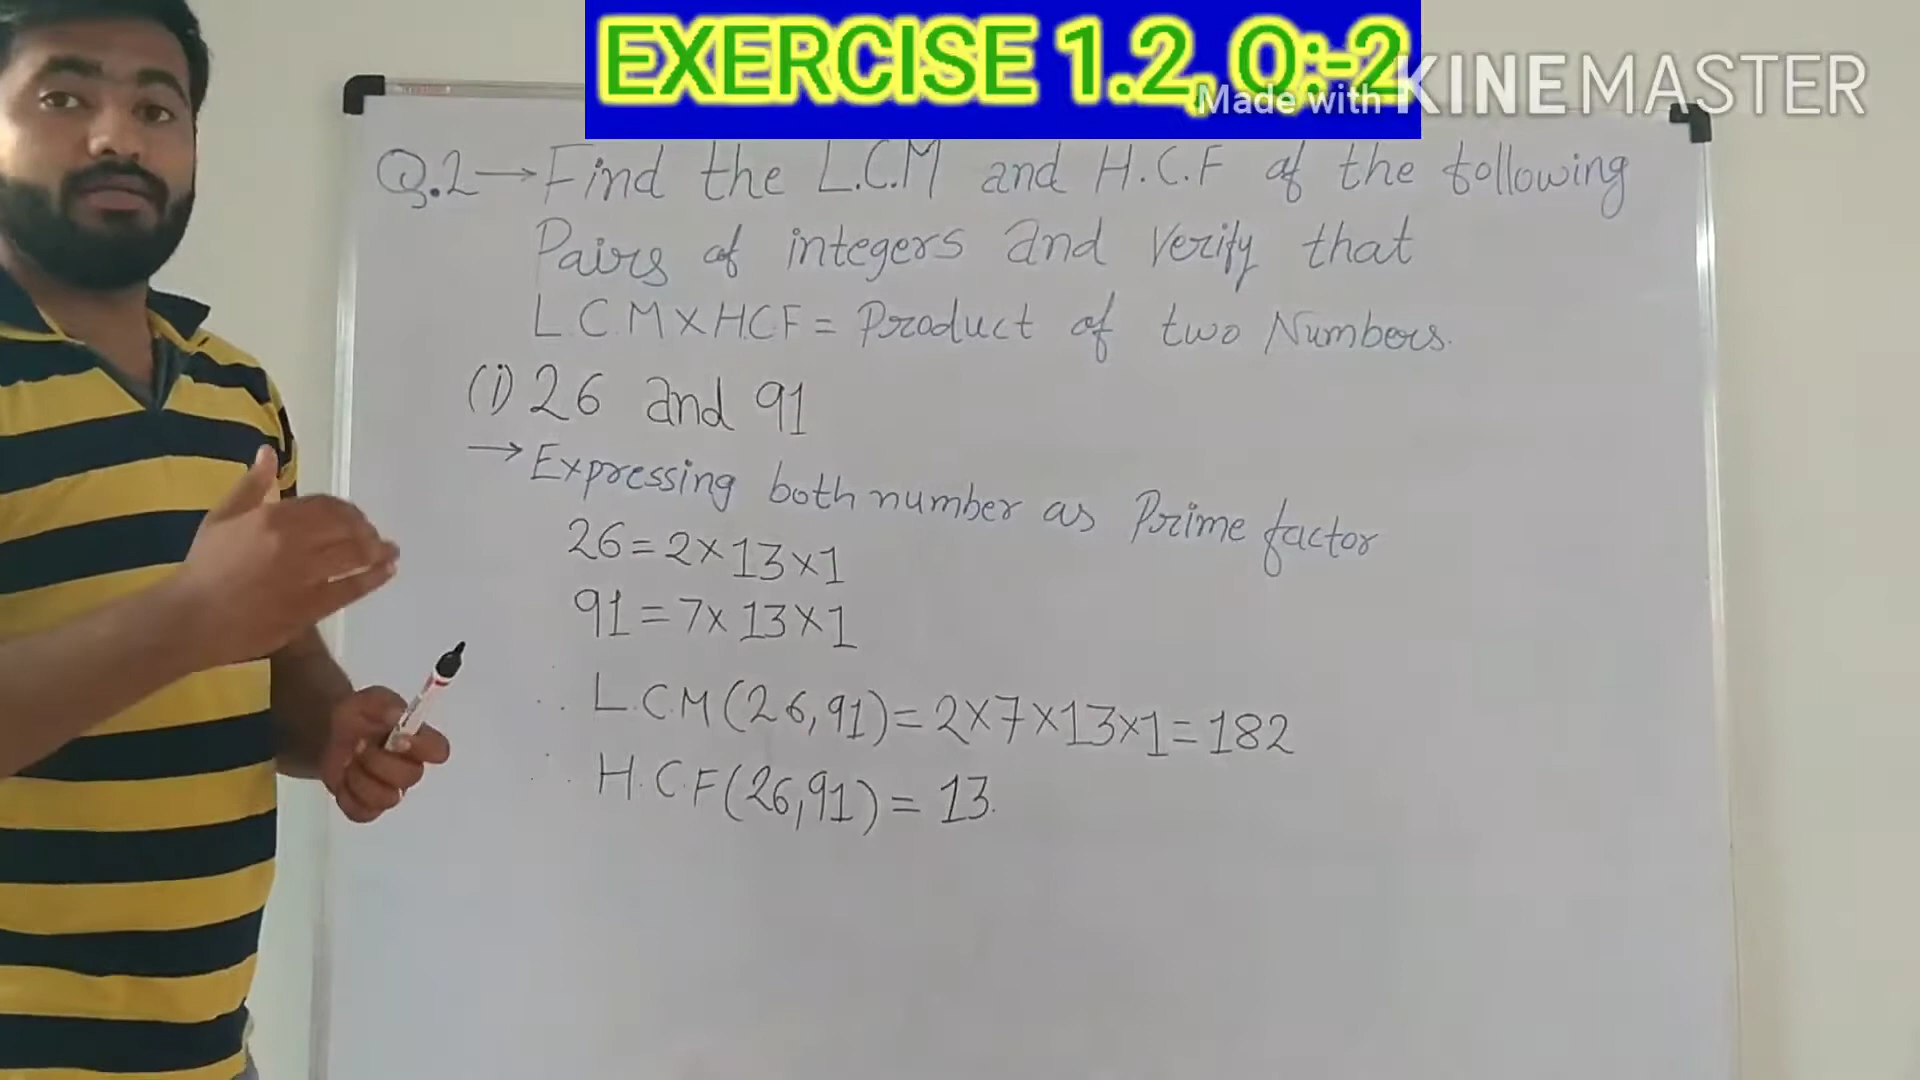 EXERCISE 1.2, Q:-2
Made with KINEMASTER
Q.2→Find the L.C.M and H.C.F of the following
Pairs of integers and verify that
L.C.M×H.C.F = Product of two Numbers.
(i) 26 and 91
→ Expressing both number as Prime factor
26=2×13×1
91=7×13×1
∴ L.C.M(26,91)=2×7×13×1=182
∴ H.C.F(26,91)=13.